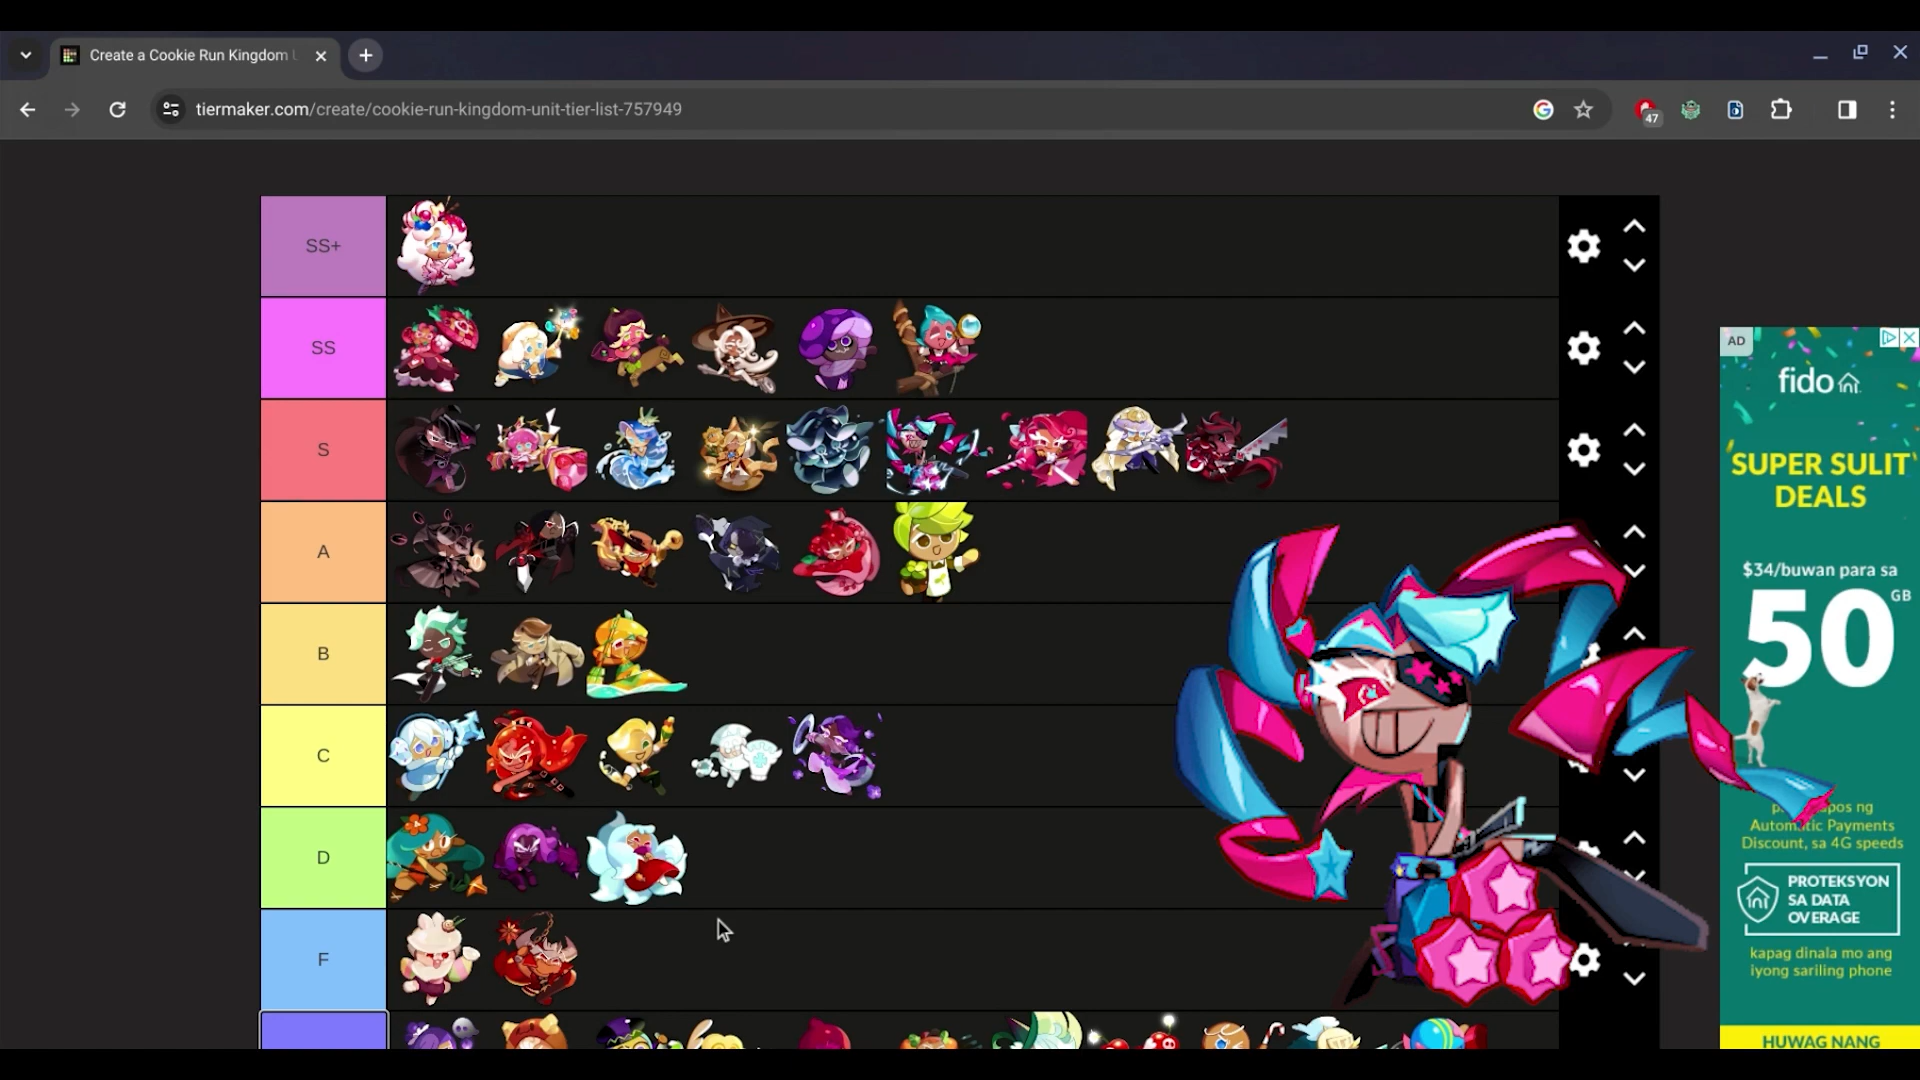 Create a Cookie Run Kingdom
tiermaker.com/create/cookie-run-kingdom-unit-tier-list-757949
47
SS+
SS
S
A
B
C
D
F
AD
fido
SUPER SULIT
DEALS
$34/buwan para sa
50 GB
pos ng
Automatic Payments
Discount, sa 4G speeds
PROTEKSYON
SA DATA
OVERAGE
kapag dinala mo ang
iyong sariling phone
HUWAG NANG